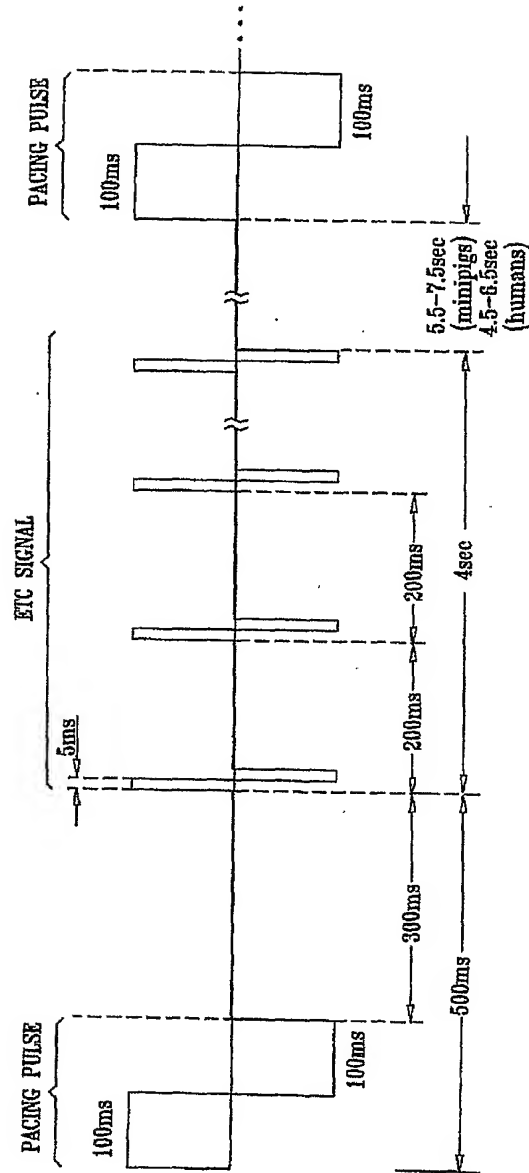 PACING PULSE
ETC SIGNAL
PACING PULSE
100ms
5ms
100ms
100ms
100ms
300ms
200ms
200ms
500ms
4sec
5.5-7.5sec
(minipigs)
4.5-6.5sec
(humans)